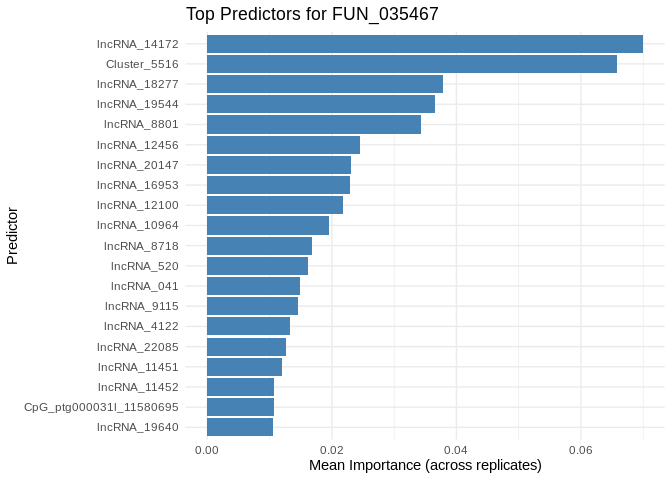 Top Predictors for FUN_035467
Predictor
lncRNA_14172
Cluster_5516
lncRNA_18277
lncRNA_19544
lncRNA_8801
lncRNA_12456
lncRNA_20147
lncRNA_16953
lncRNA_12100
lncRNA_10964
lncRNA_8718
lncRNA_520
lncRNA_041
lncRNA_9115
lncRNA_4122
lncRNA_22085
lncRNA_11451
lncRNA_11452
CpG_ptg000031l_11580695
lncRNA_19640
0.00 0.02 0.04 0.06
Mean Importance (across replicates)